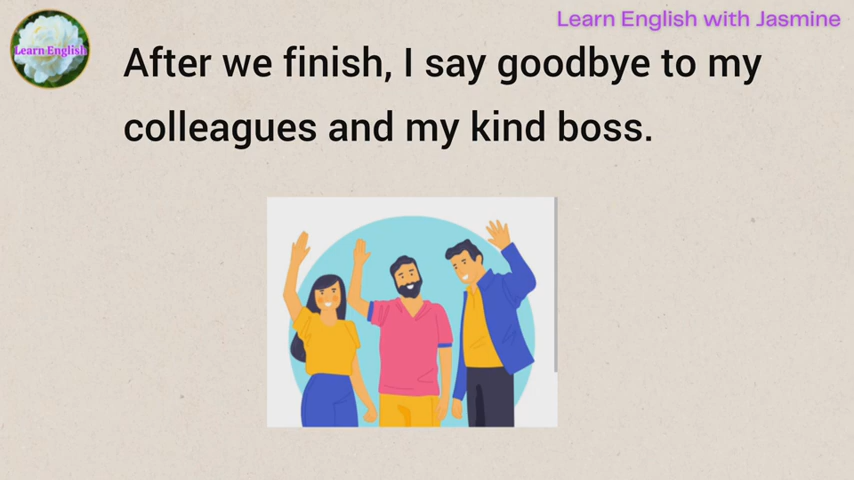 Learn English with Jasmine
Learn English
After we finish, I say goodbye to my
colleagues and my kind boss.